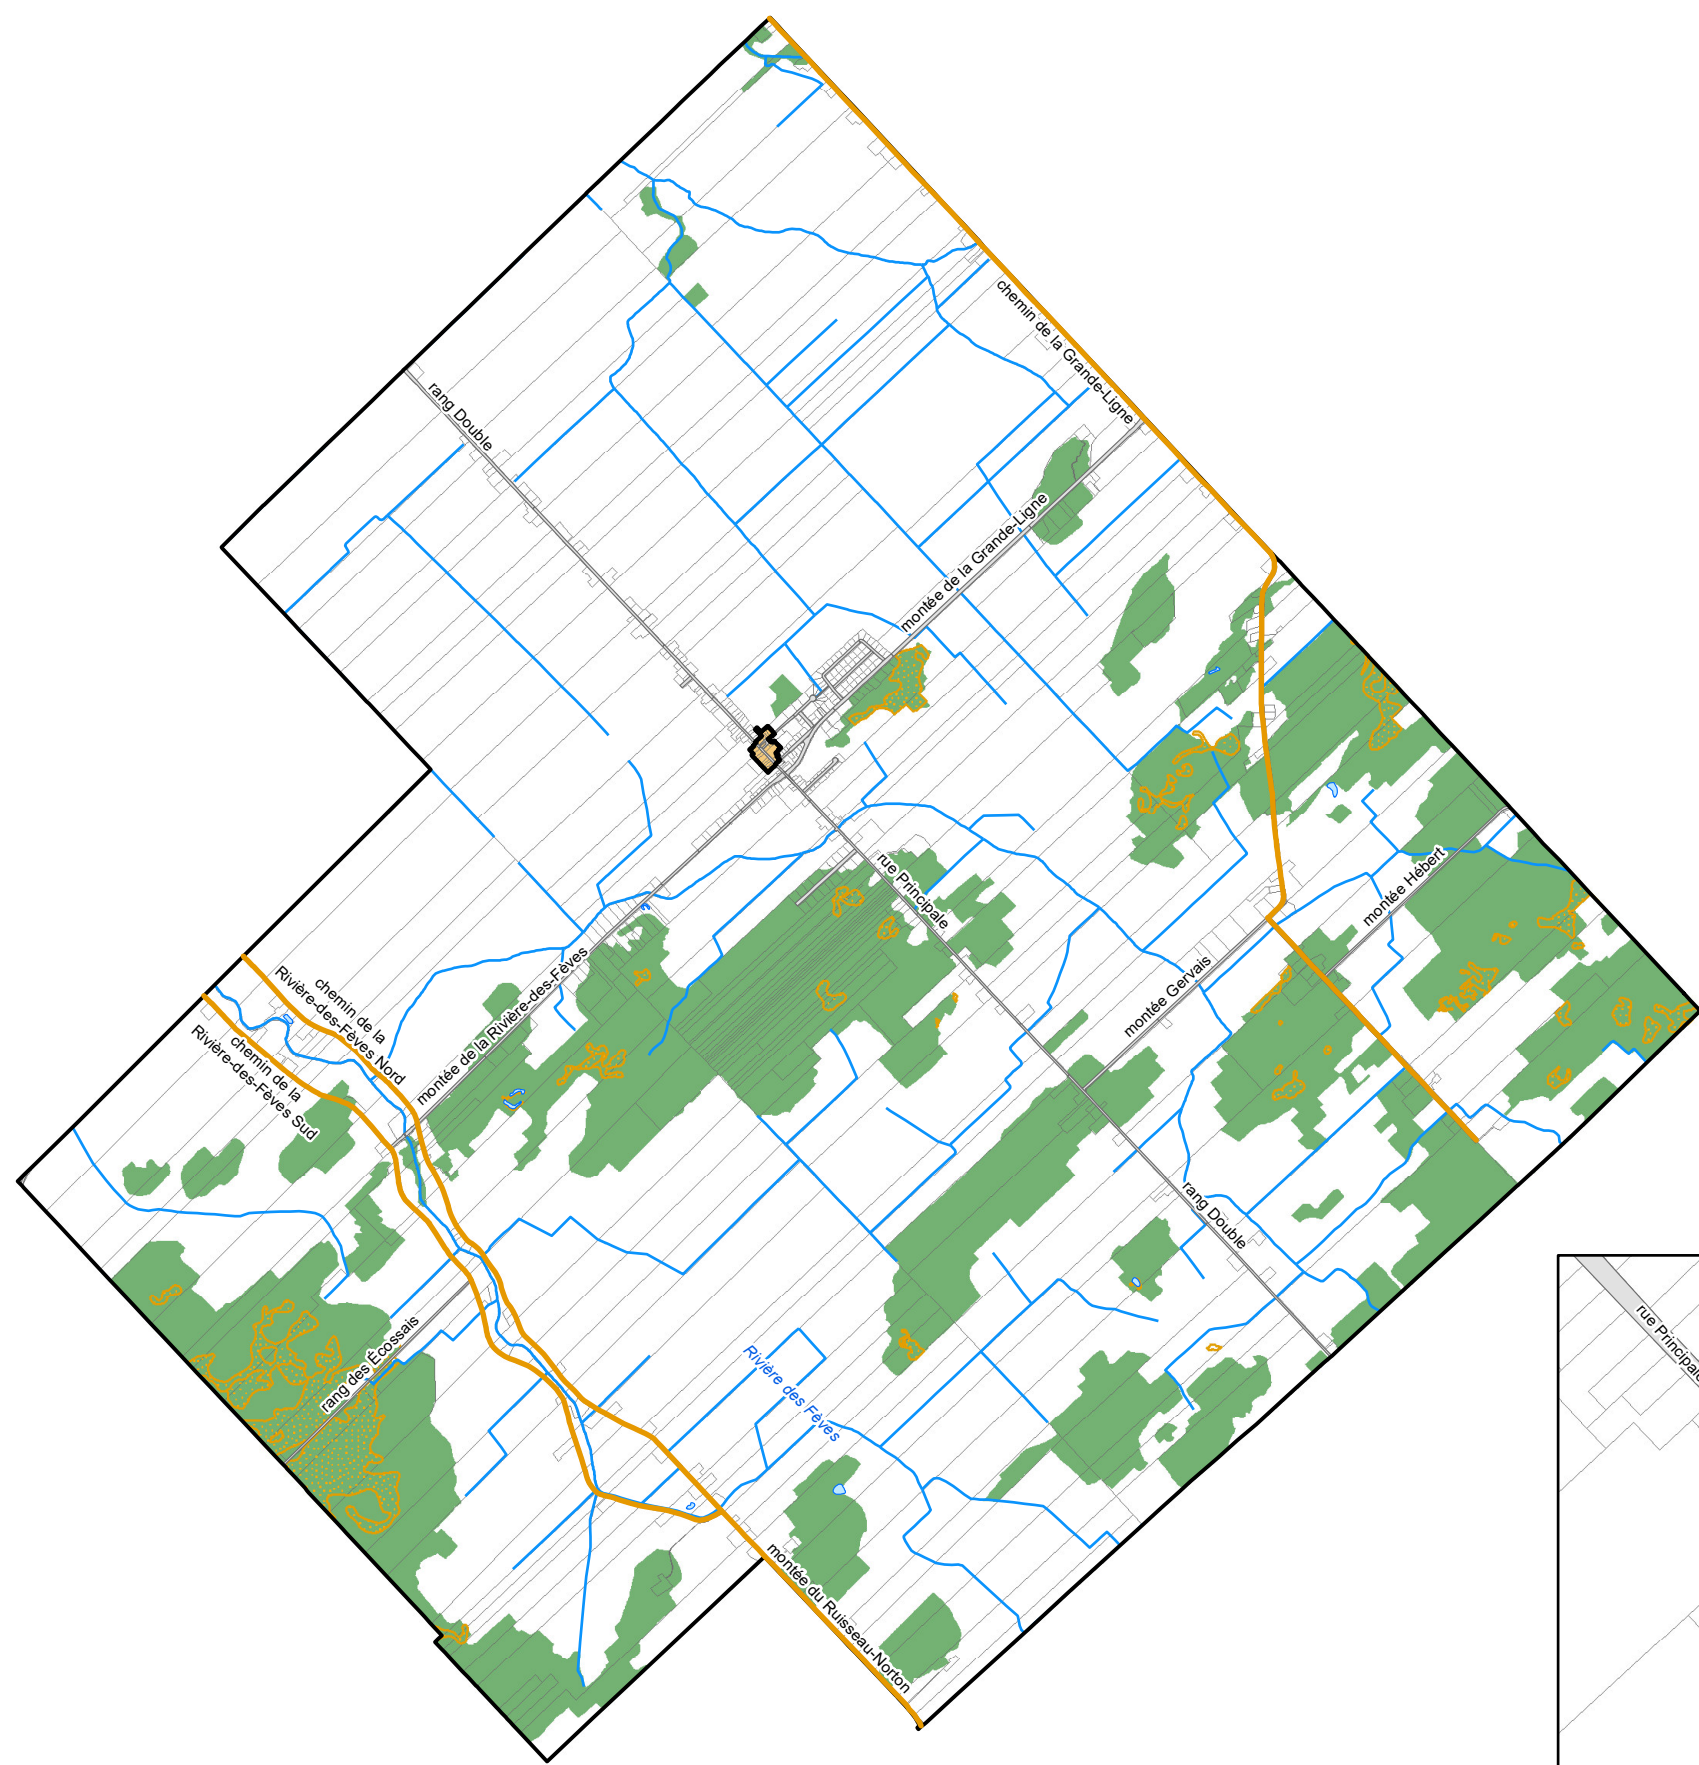 chemin de la Grande-Ligne
rang Double
montée de la Grande-Ligne
rue Principale
montée Hébert
montée Gervais
montée de la Rivière-des-Fèves
chemin de la
Rivière-des-Fèves Nord
chemin de la
Rivière-des-Fèves Sud
rang Double
rang des Écossais
Rivière des Fèves
montée du Ruisseau-Norton
rue Principale